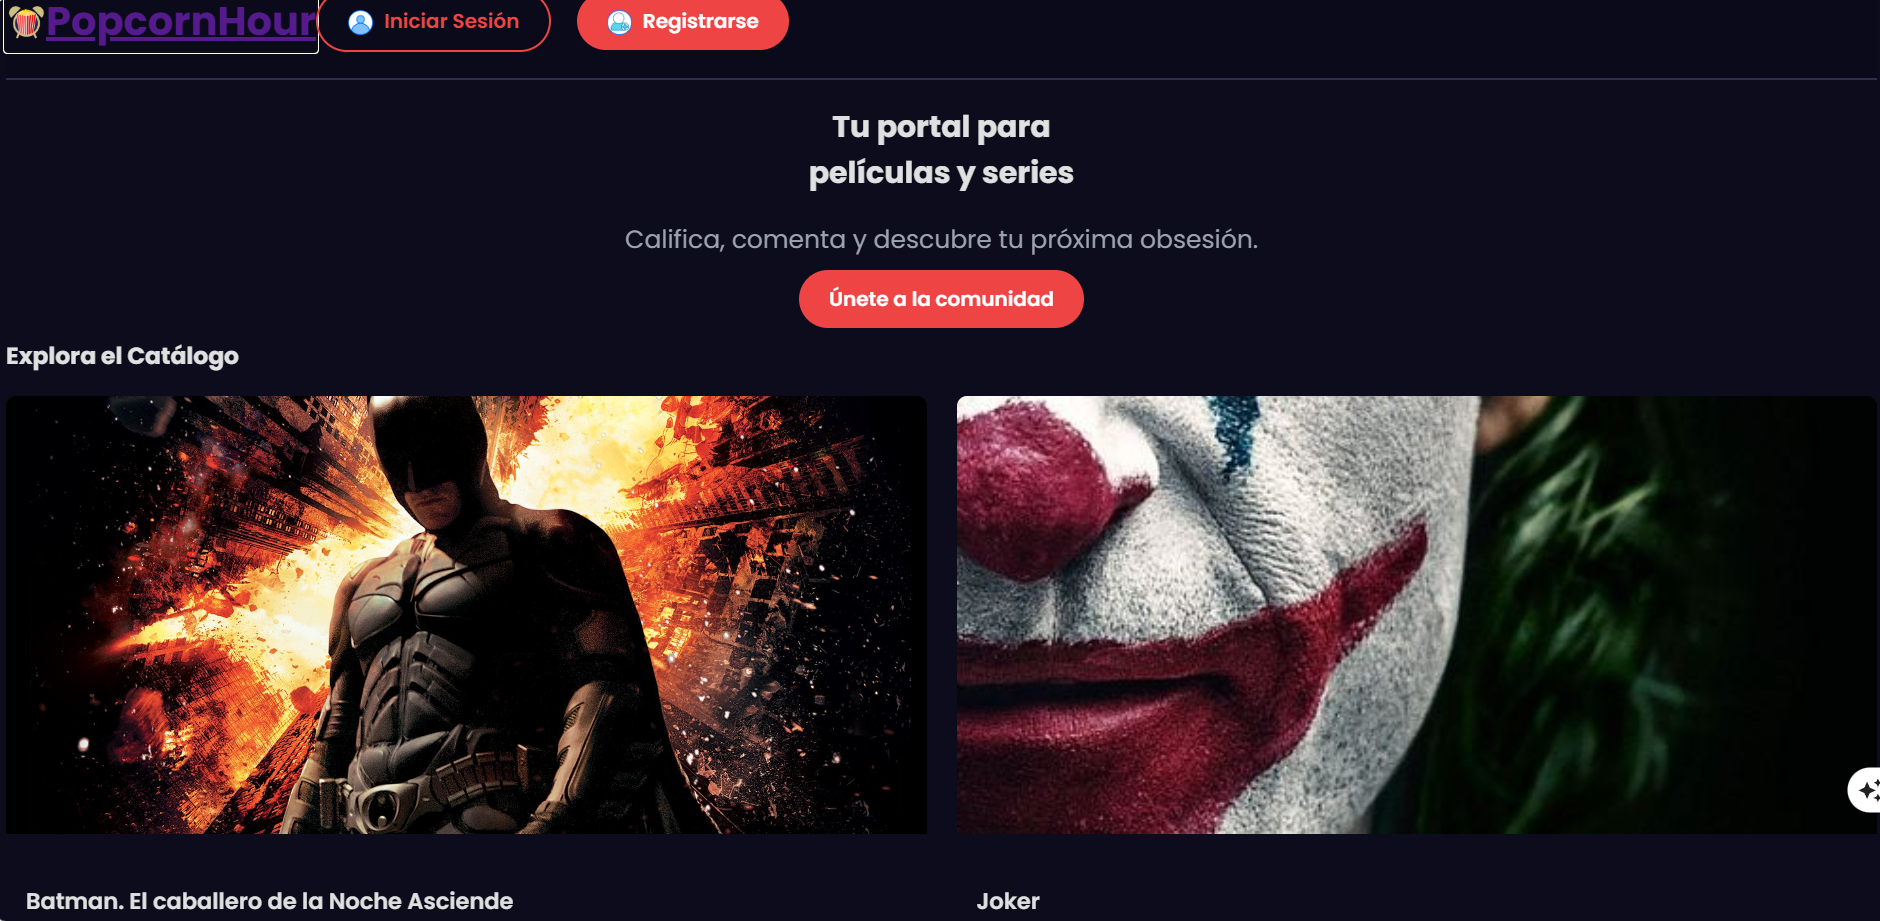 PopcornHour
Iniciar Sesión
Registrarse
Tu portal para
películas y series
Califica, comenta y descubre tu próxima obsesión.
Únete a la comunidad
Explora el Catálogo
Batman. El caballero de la Noche Asciende
Joker